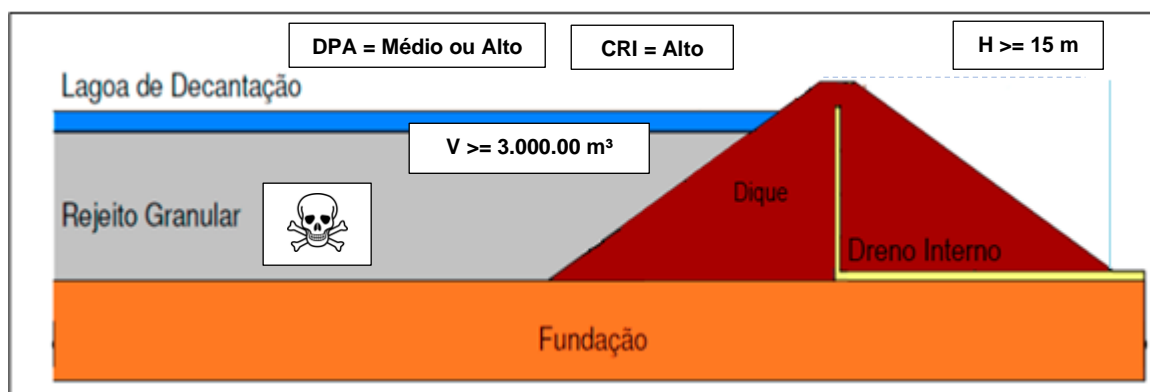 DPA = Médio ou Alto
CRI = Alto
H >= 15 m
Lagoa de Decantação
V >= 3.000.00 m³
Dique
Rejeito Granular
Dreno Interno
Fundação